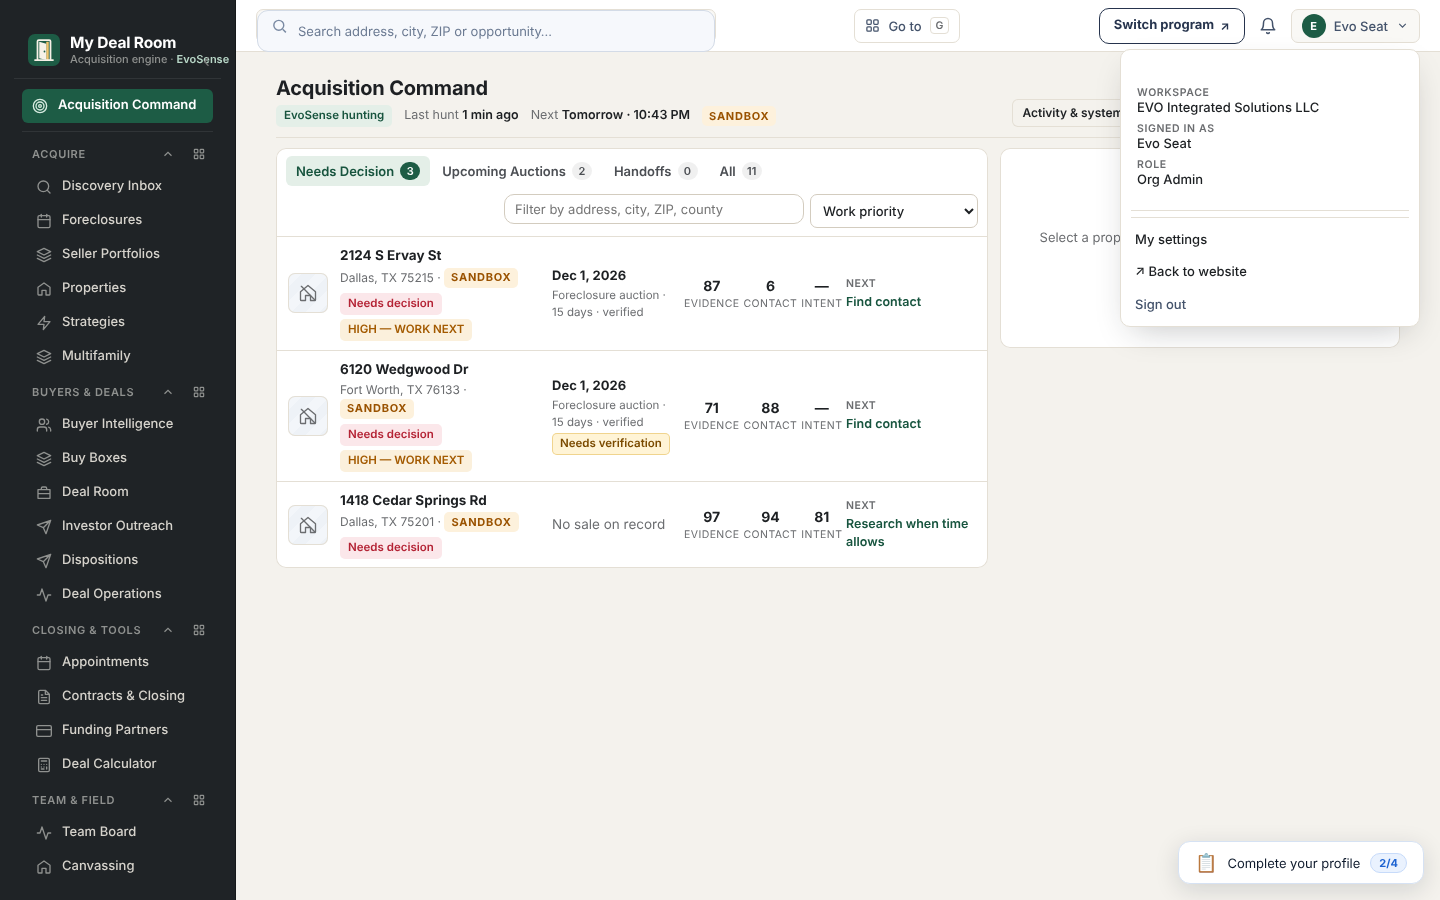 My Deal Room
Acquisition engine · EvoSense
Acquisition Command
ACQUIRE
Discovery Inbox
Foreclosures
Seller Portfolios
Properties
Strategies
Multifamily
BUYERS & DEALS
Buyer Intelligence
Buy Boxes
Deal Room
Investor Outreach
Dispositions
Deal Operations
CLOSING & TOOLS
Appointments
Contracts & Closing
Funding Partners
Deal Calculator
TEAM & FIELD
Team Board
Canvassing
Search address, city, ZIP or opportunity...
Go to G
Switch program ↗
E Evo Seat
WORKSPACE
EVO Integrated Solutions LLC
SIGNED IN AS
Evo Seat
ROLE
Org Admin
My settings
↗ Back to website
Sign out
Acquisition Command
EvoSense hunting Last hunt 1 min ago Next Tomorrow · 10:43 PM SANDBOX
Activity & system
Needs Decision 3 Upcoming Auctions 2 Handoffs 0 All 11
Filter by address, city, ZIP, county
Work priority
Select a prop
2124 S Ervay St
Dallas, TX 75215 · SANDBOX
Needs decision
HIGH — WORK NEXT
Dec 1, 2026
Foreclosure auction ·
15 days · verified
87 6 —
EVIDENCE CONTACT INTENT
NEXT
Find contact
6120 Wedgwood Dr
Fort Worth, TX 76133 ·
SANDBOX
Needs decision
HIGH — WORK NEXT
Dec 1, 2026
Foreclosure auction ·
15 days · verified
Needs verification
71 88 —
EVIDENCE CONTACT INTENT
NEXT
Find contact
1418 Cedar Springs Rd
Dallas, TX 75201 · SANDBOX
Needs decision
No sale on record
97 94 81
EVIDENCE CONTACT INTENT
NEXT
Research when time
allows
Complete your profile 2/4